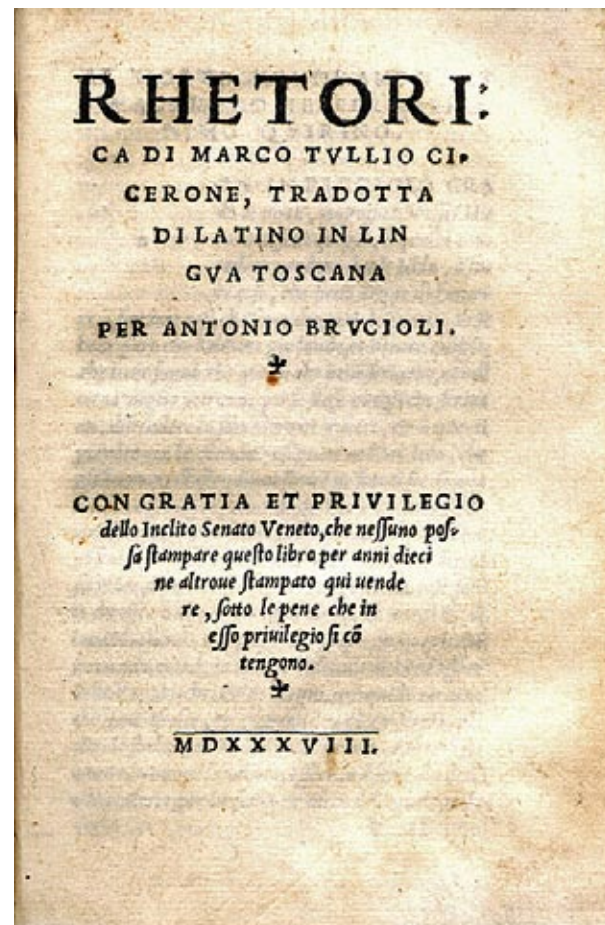 RHETORI:
CA DI MARCO TVLLIO CI,
CERONE, TRADOTTA
DI LATINO IN LIN
GVA TOSCANA
PER ANTONIO BRVCIOLI.
CON GRATIA ET PRIVILEGIO
dello Inclito Senato Veneto, che neſſuno poſ-
ſa ſtampare queſto libro per anni dieci
ne altroue ſtampato qui uende
re, ſotto le pene che in
eſſo priuilegio ſi cõ
tengono.
MDXXXVIII.